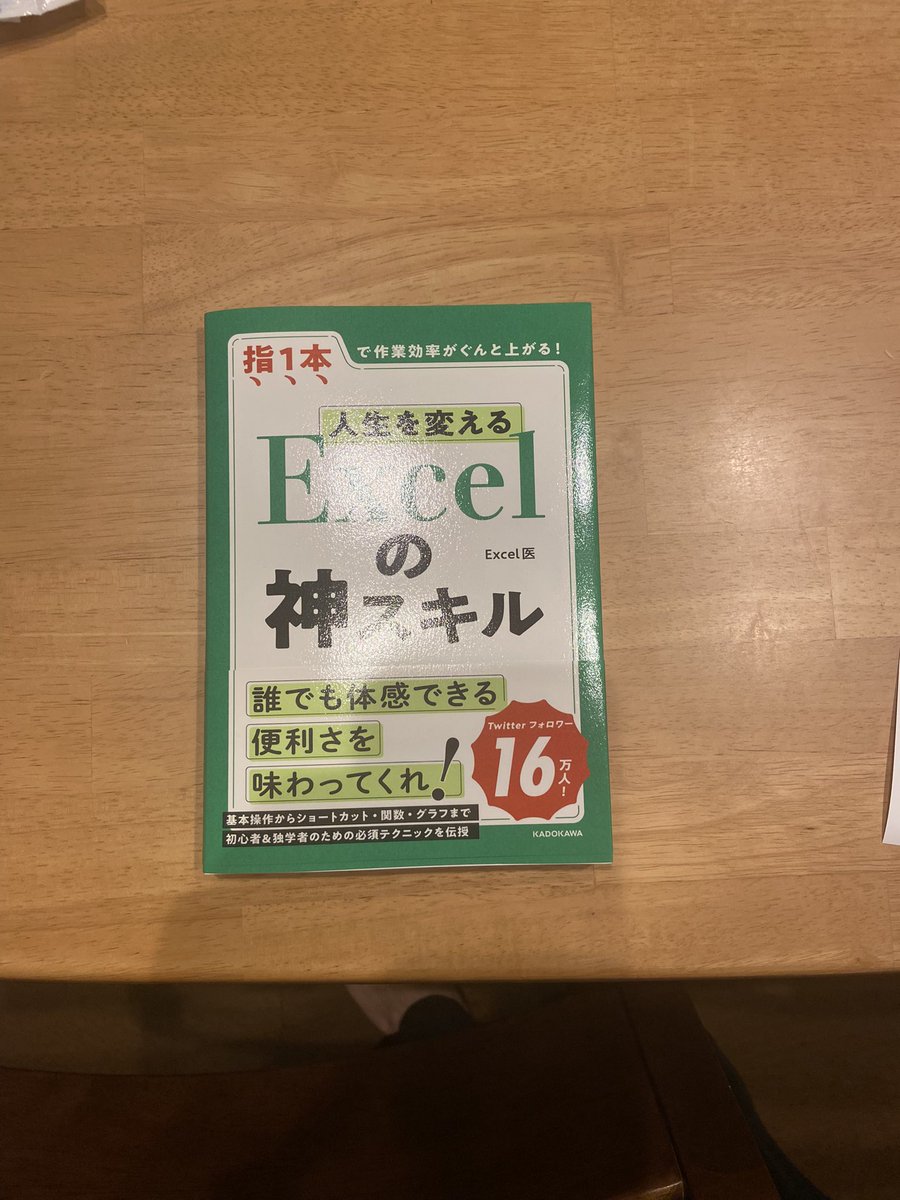 指1本で作業効率がぐんと上がる!
人生を変える
Excel
の
Excel医
神スキル
誰でも体感できる
便利さを
味わってくれ!
Twitter フォロワー
16万人!
基本操作からショートカット・関数・グラフまで
初心者&独学者のための必須テクニックを伝授
KADOKAWA